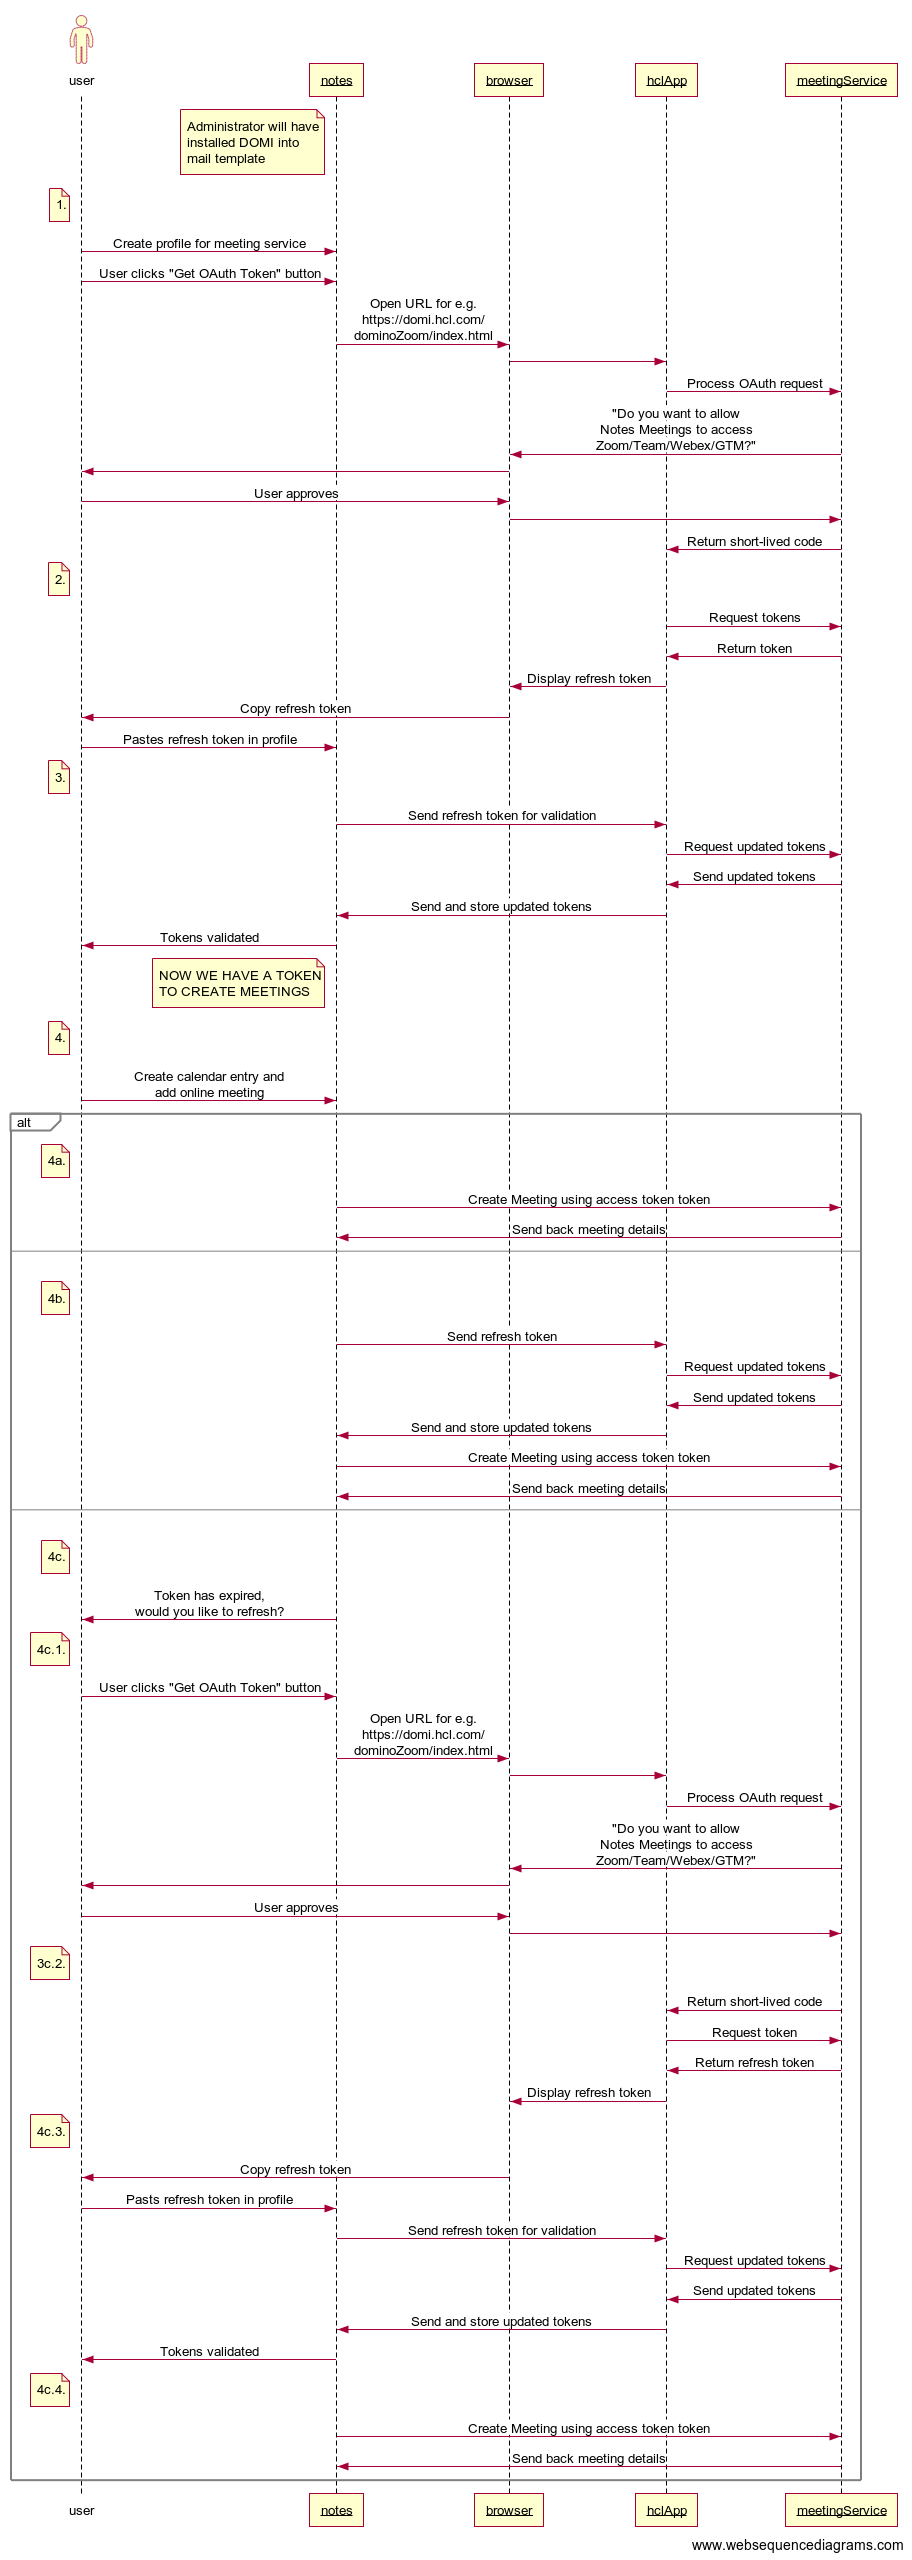 user
notes
browser
hclApp
meetingService
Administrator will have
installed DOMI into
mail template
1.
Create profile for meeting service
User clicks "Get OAuth Token" button
Open URL for e.g.
https://domi.hcl.com/
dominoZoom/index.html
Process OAuth request
"Do you want to allow
Notes Meetings to access
Zoom/Team/Webex/GTM?"
User approves
Return short-lived code
2.
Request tokens
Return token
Display refresh token
Copy refresh token
Pastes refresh token in profile
3.
Send refresh token for validation
Request updated tokens
Send updated tokens
Send and store updated tokens
Tokens validated
NOW WE HAVE A TOKEN
TO CREATE MEETINGS
4.
Create calendar entry and
add online meeting
alt
4a.
Create Meeting using access token token
Send back meeting details
4b.
Send refresh token
Request updated tokens
Send updated tokens
Send and store updated tokens
Create Meeting using access token token
Send back meeting details
4c.
Token has expired,
would you like to refresh?
4c.1.
User clicks "Get OAuth Token" button
Open URL for e.g.
https://domi.hcl.com/
dominoZoom/index.html
Process OAuth request
"Do you want to allow
Notes Meetings to access
Zoom/Team/Webex/GTM?"
User approves
3c.2.
Return short-lived code
Request token
Return refresh token
Display refresh token
4c.3.
Copy refresh token
Pasts refresh token in profile
Send refresh token for validation
Request updated tokens
Send updated tokens
Send and store updated tokens
Tokens validated
4c.4.
Create Meeting using access token token
Send back meeting details
user
notes
browser
hclApp
meetingService
www.websequencediagrams.com